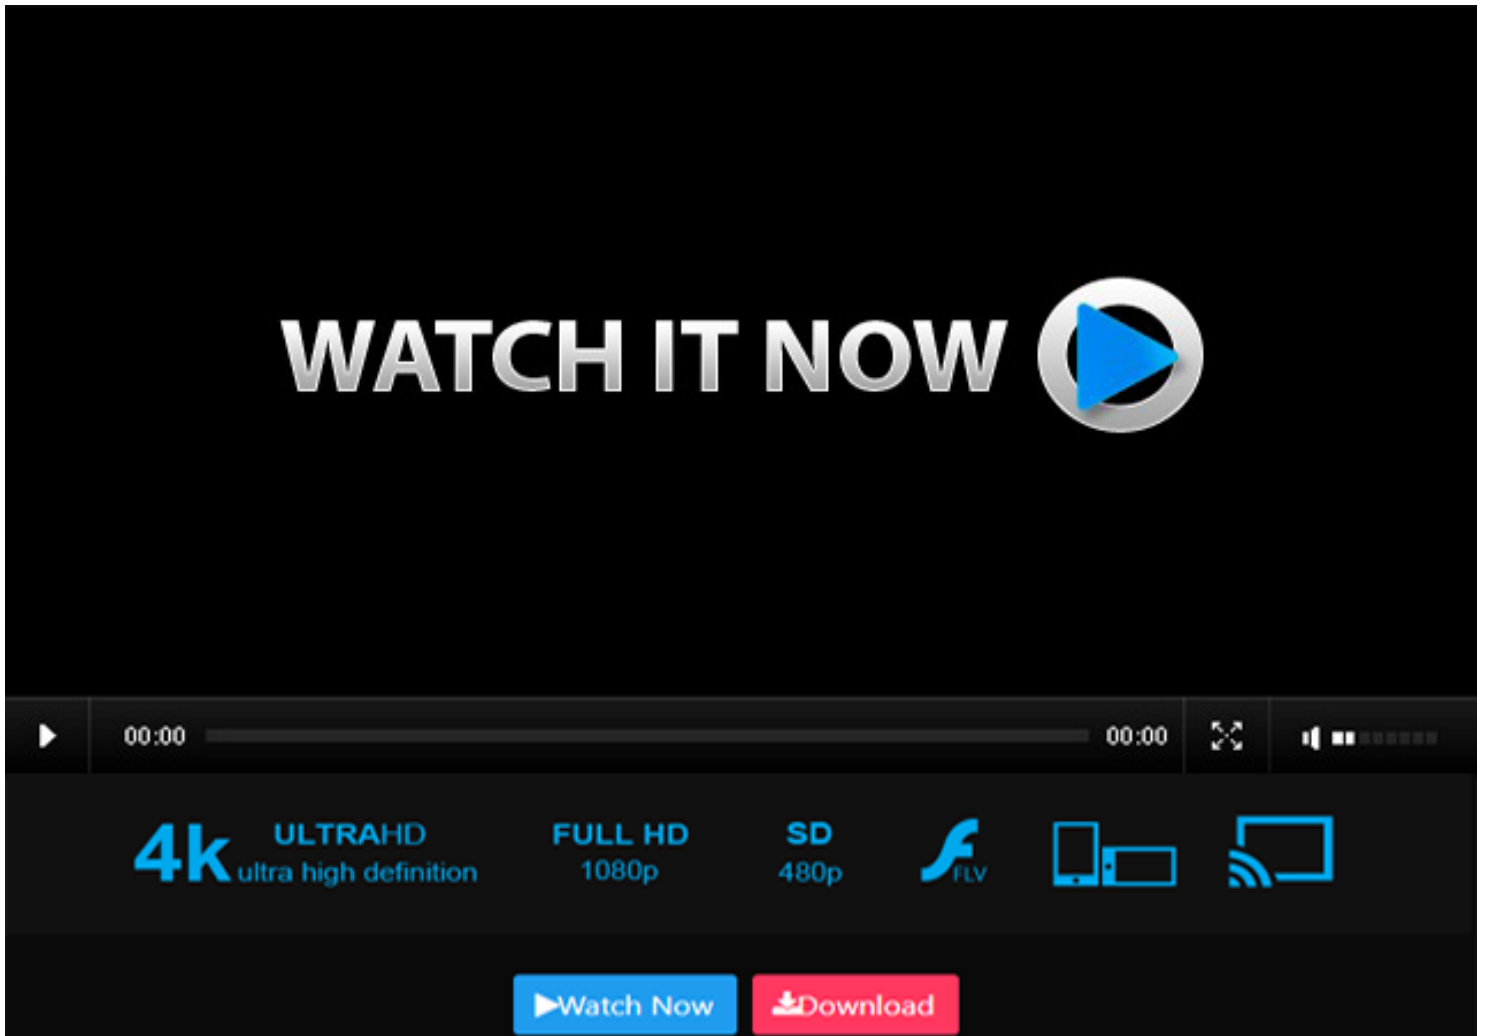 WATCH IT NOW
00:00 00:00
4k ULTRAHD FULL HD SD
ultra high definition 1080p 480p FLV
Watch Now Download